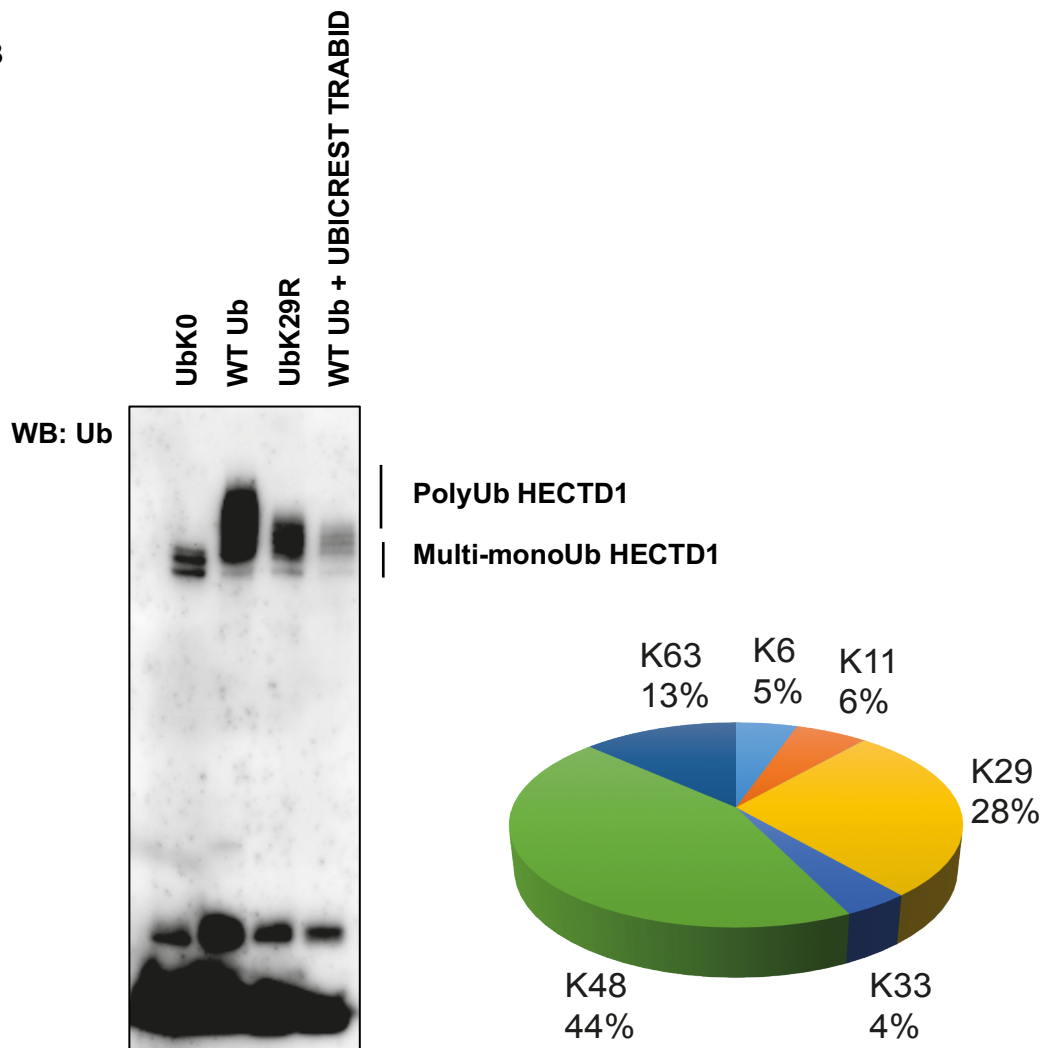 UbK0
WT Ub
UbK29R
WT Ub + UBICREST TRABID
WB: Ub
PolyUb HECTD1
Multi-monoUb HECTD1
K63
13%
K6
5%
K11
6%
K29
28%
K48
44%
K33
4%